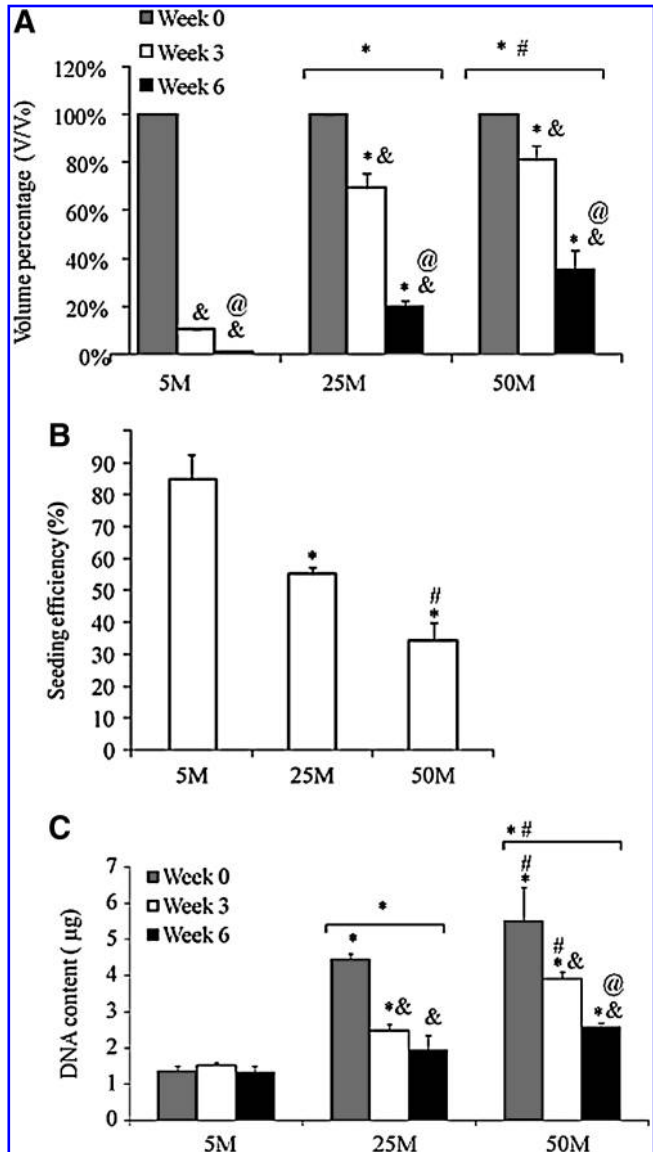 A
Week 0
Week 3
Week 6
* * #
120%
100%
80%
60%
40%
20%
0%
Volume percentage (V/V₀)
& @ &
* & * @ &
* & * @ &
5M 25M 50M
B
90
80
70
60
50
40
30
20
10
0
Seeding efficiency (%)
* # *
5M 25M 50M
C
Week 0
Week 3
Week 6
* * #
7
6
5
4
3
2
1
0
DNA content ( µg)
* *& &
# * # *& @ *&
5M 25M 50M